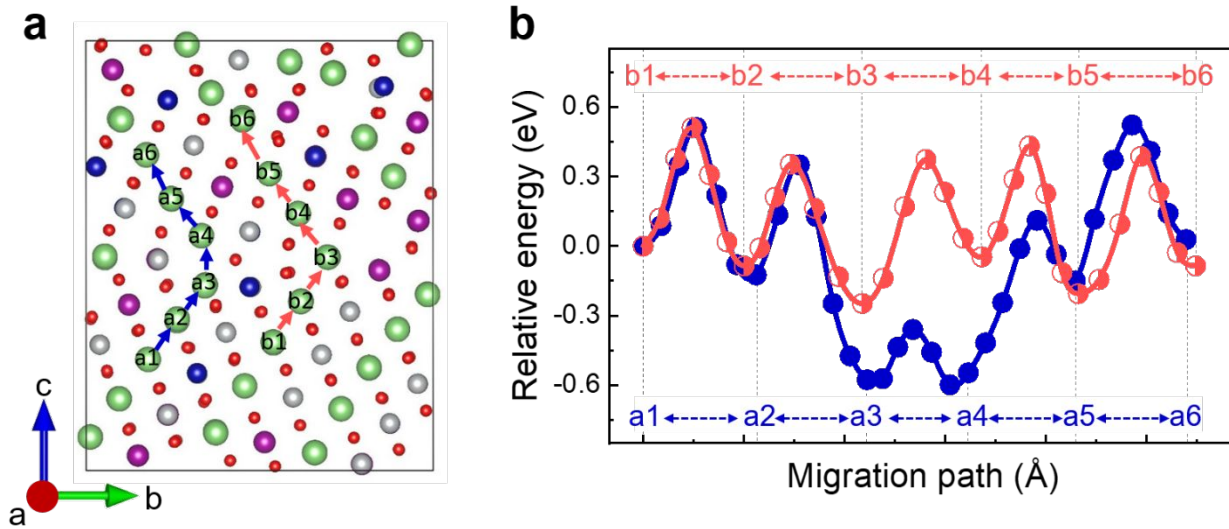 a
b
b1 b2 b3 b4 b5 b6
a6
b6
a5
b5
a4
b4
a3
b3
a2
b2
a1
b1
c
b
a
Relative energy (eV)
0.6
0.3
0.0
-0.3
-0.6
a1 a2 a3 a4 a5 a6
Migration path (Å)